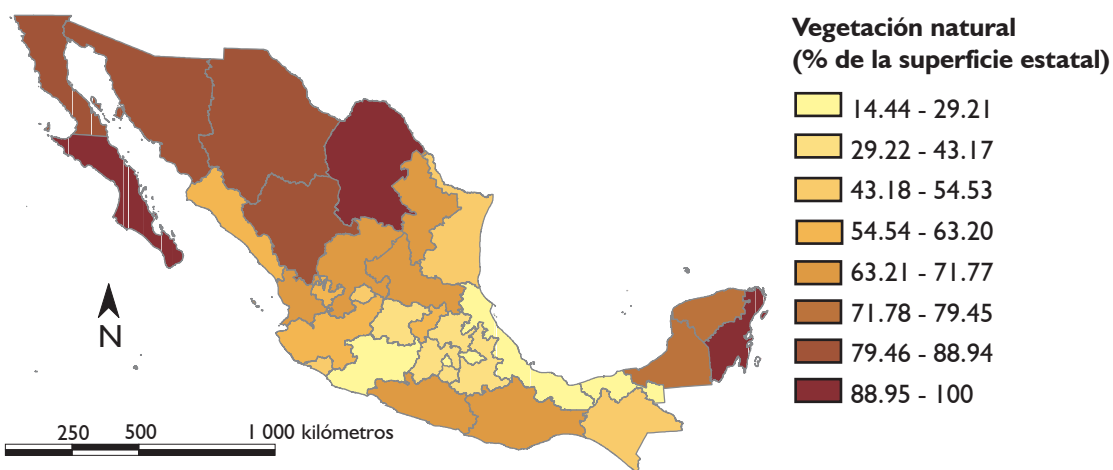 Vegetación natural
(% de la superficie estatal)
14.44 - 29.21
29.22 - 43.17
43.18 - 54.53
54.54 - 63.20
63.21 - 71.77
71.78 - 79.45
79.46 - 88.94
88.95 - 100
N
250 500 1 000 kilómetros